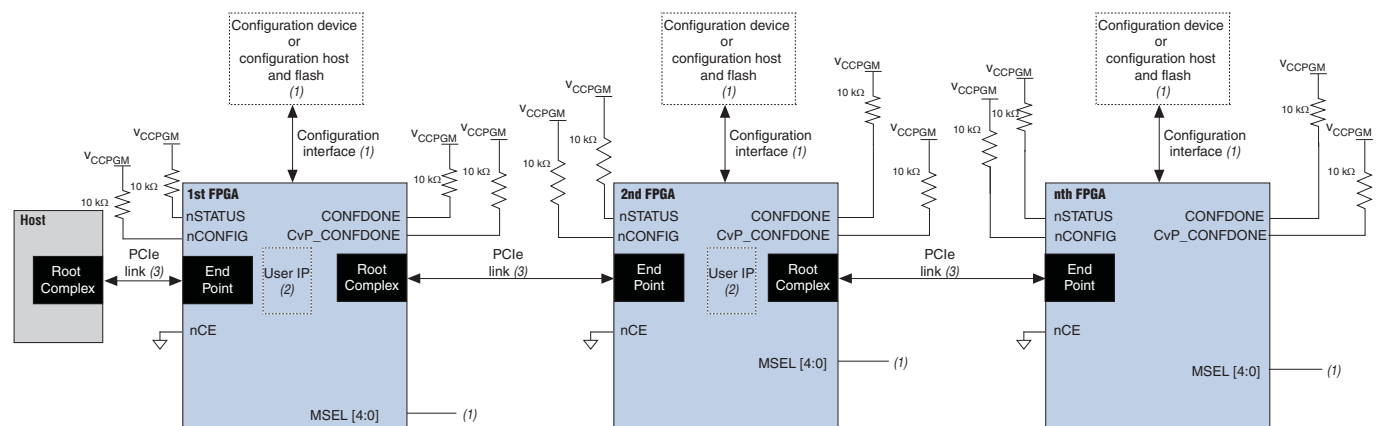 Configuration device
or
configuration host
and flash
(1)
Configuration
interface (1)
VCCPGM
10 kΩ
VCCPGM
10 kΩ
VCCPGM
10 kΩ
VCCPGM
10 kΩ
Host
Root
Complex
PCIe
link (3)
1st FPGA
nSTATUS
nCONFIG
CONFDONE
CvP_CONFDONE
End
Point
User IP
(2)
Root
Complex
nCE
MSEL [4:0]
(1)
PCIe
link (3)
Configuration device
or
configuration host
and flash
(1)
Configuration
interface (1)
VCCPGM
10 kΩ
VCCPGM
10 kΩ
VCCPGM
10 kΩ
VCCPGM
10 kΩ
2nd FPGA
nSTATUS
nCONFIG
CONFDONE
CvP_CONFDONE
End
Point
User IP
(2)
Root
Complex
nCE
MSEL [4:0]
(1)
PCIe
link (3)
Configuration device
or
configuration host
and flash
(1)
Configuration
interface (1)
VCCPGM
10 kΩ
VCCPGM
10 kΩ
VCCPGM
10 kΩ
VCCPGM
10 kΩ
nth FPGA
nSTATUS
nCONFIG
CONFDONE
CvP_CONFDONE
End
Point
nCE
MSEL [4:0]
(1)